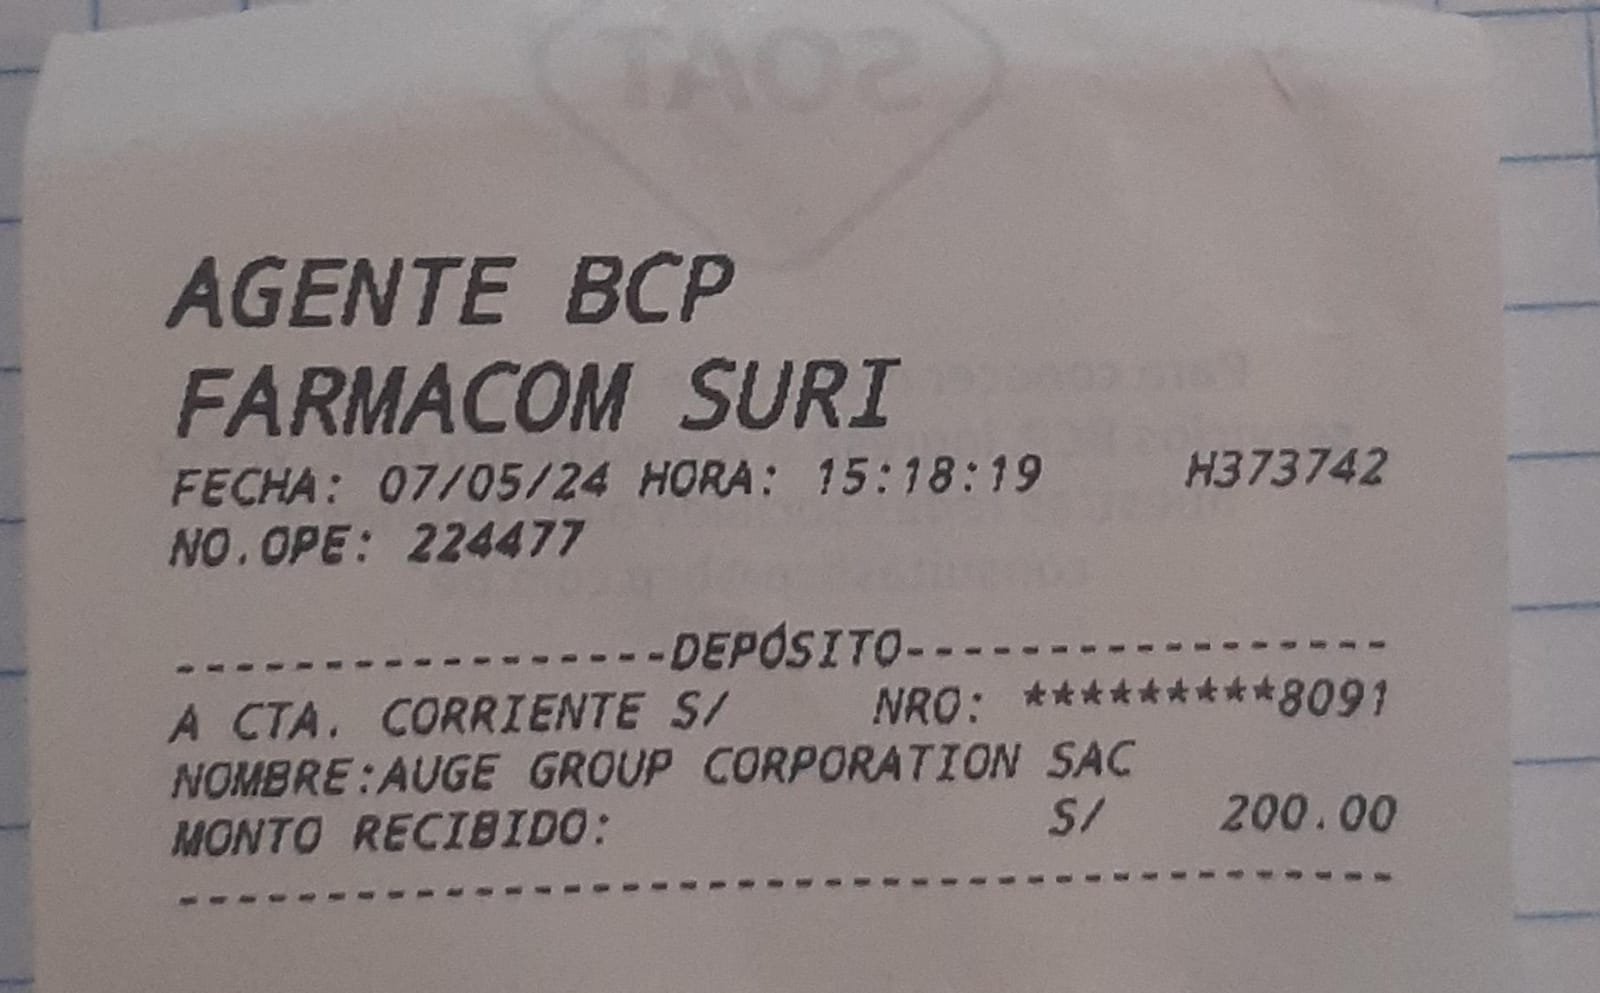 SOAT
AGENTE BCP
FARMACOM SURI
FECHA: 07/05/24 HORA: 15:18:19 H373742
NO.OPE: 224477
-----------------DEPÓSITO-----------------
A CTA. CORRIENTE S/ NRO: *********8091
NOMBRE:AUGE GROUP CORPORATION SAC
MONTO RECIBIDO: S/ 200.00
------------------------------------------